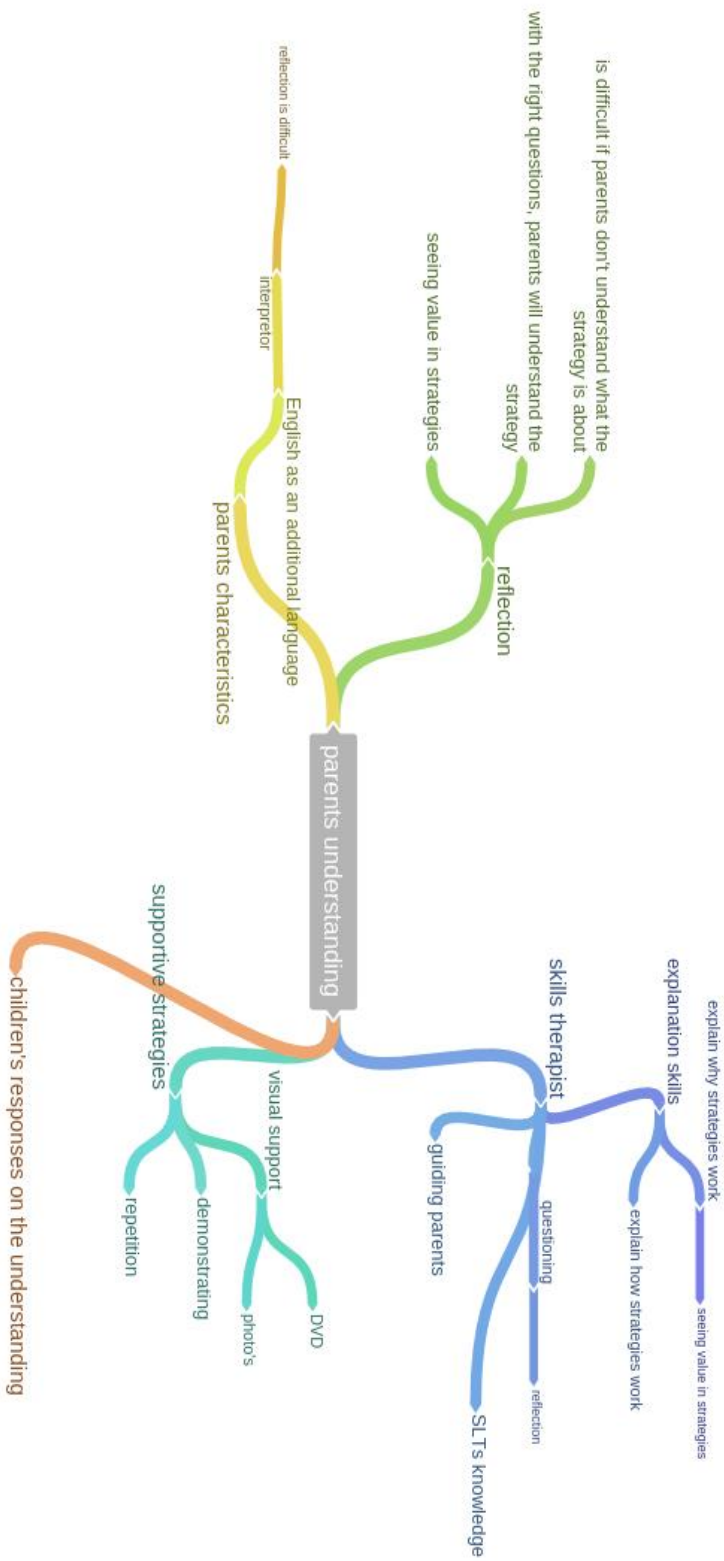 parents understanding
reflection
is difficult if parents don't understand what the
strategy is about
with the right questions, parents will understand the
strategy
seeing value in strategies
parents characteristics
English as an additional language
interpretor
reflection is difficult
skills therapist
explanation skills
explain why strategies work
seeing value in strategies
explain how strategies work
questioning
reflection
guiding parents
SLTs knowledge
supportive strategies
visual support
DVD
photo's
demonstrating
repetition
children's responses on the understanding